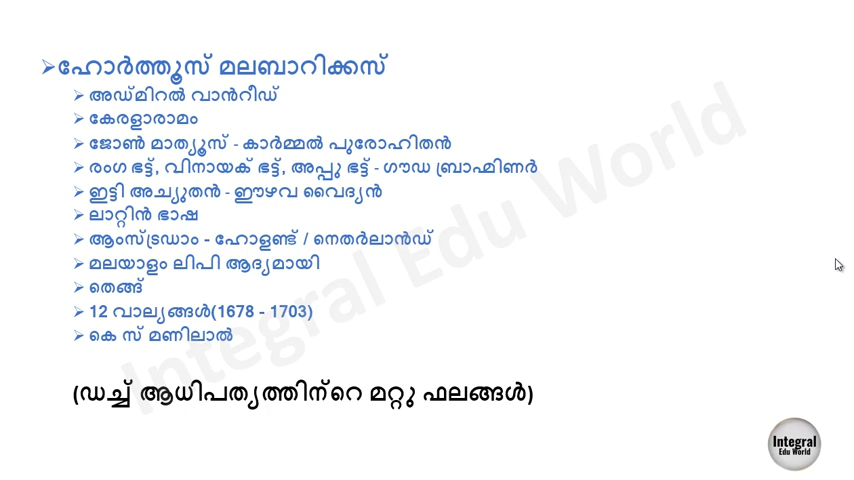 ഹോർത്തൂസ് മലബാറിക്കസ്
അഡ്മിറൽ വാൻറീഡ്
കേരളാരാമം
ജോൺ മാത്യൂസ് - കാർമ്മൽ പുരോഹിതൻ
രംഗ ഭട്ട്, വിനായക് ഭട്ട്, അപ്പു ഭട്ട് - ഗൗഡ ബ്രാഹ്മിണർ
ഇട്ടി അച്യുതൻ - ഈഴവ വൈദ്യൻ
ലാറ്റിൻ ഭാഷ
ആംസ്ട്രഡാം - ഹോളണ്ട് / നെതർലാൻഡ്
മലയാളം ലിപി ആദ്യമായി
തെങ്ങ്
12 വാല്യങ്ങൾ(1678 - 1703)
കെ സ് മണിലാൽ
(ഡച്ച് ആധിപത്യത്തിന്റെ മറ്റു ഫലങ്ങൾ)
Integral Edu World
Integral
Edu World